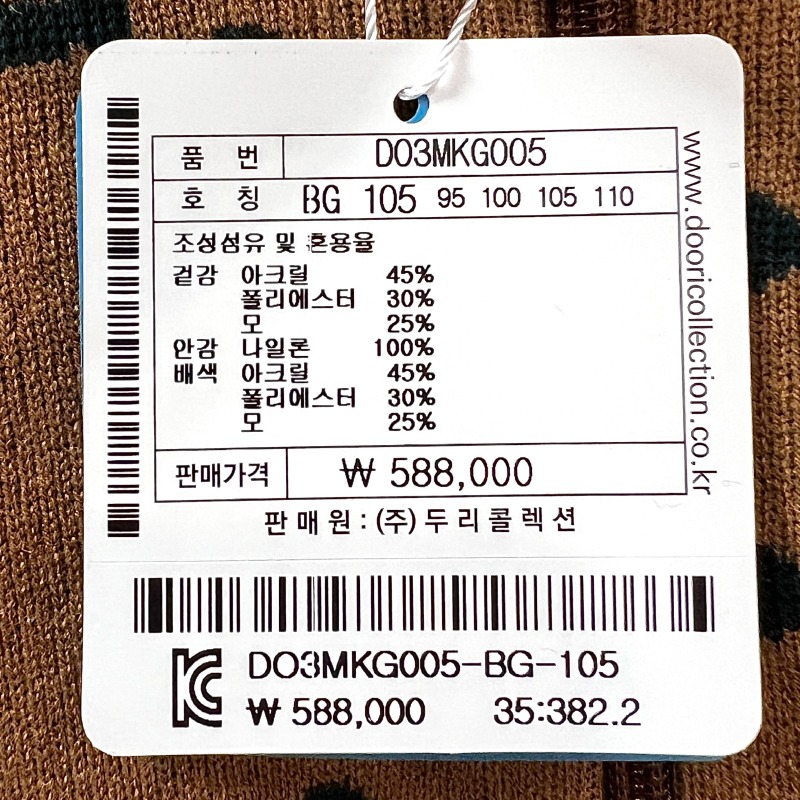 품 번 DO3MKG005
호 칭 BG 105 95 100 105 110
조성섬유 및 혼용율
겉감 아크릴 45%
폴리에스터 30%
모 25%
안감 나일론 100%
배색 아크릴 45%
폴리에스터 30%
모 25%
판매가격 ₩ 588,000
판 매 원 : (주) 두 리 콜 렉 션
www.dooricollection.co.kr
KC DO3MKG005-BG-105
₩ 588,000 35:382.2